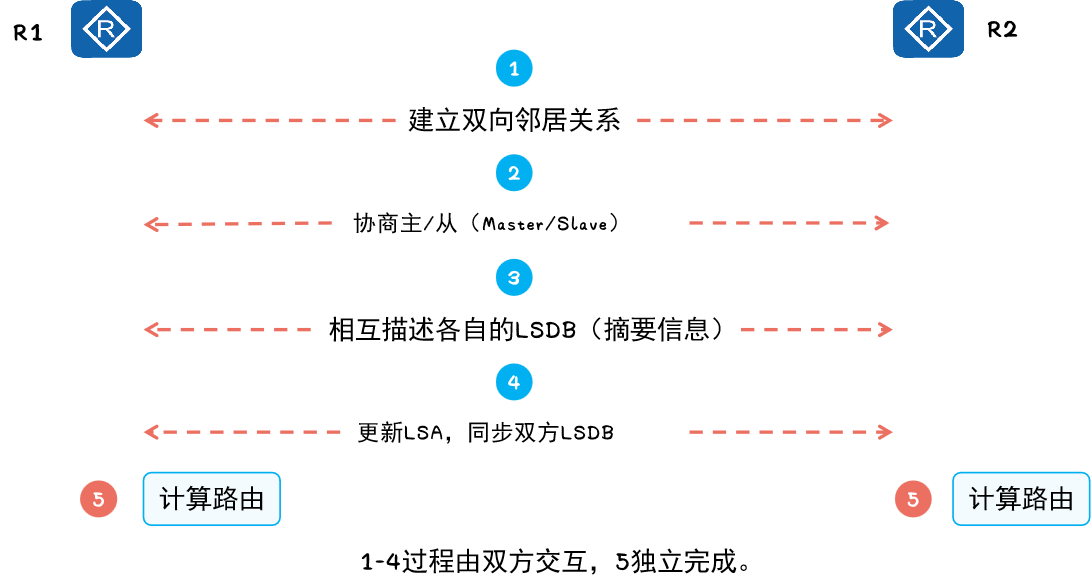 R1
R
R
R2
1
建立双向邻居关系
2
协商主/从（Master/Slave）
3
相互描述各自的LSDB（摘要信息）
4
更新LSA，同步双方LSDB
5
计算路由
5
计算路由
1-4过程由双方交互，5独立完成。